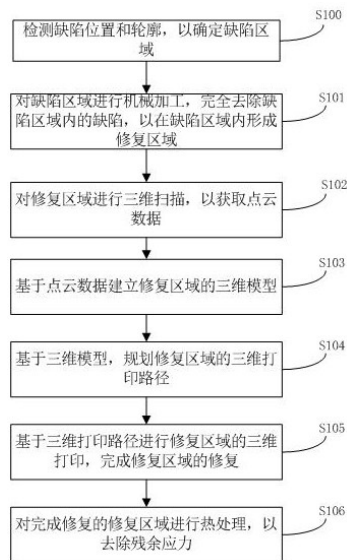 S100
检测缺陷位置和轮廓，以确定缺陷区
域
S101
对缺陷区域进行机械加工，完全去除缺
陷区域内的缺陷，以在缺陷区域内形成
修复区域
S102
对修复区域进行三维扫描，以获取点云
数据
S103
基于点云数据建立修复区域的三维模型
S104
基于三维模型，规划修复区域的三维打
印路径
S105
基于三维打印路径进行修复区域的三维
打印，完成修复区域的修复
S106
对完成修复的修复区域进行热处理，以
去除残余应力